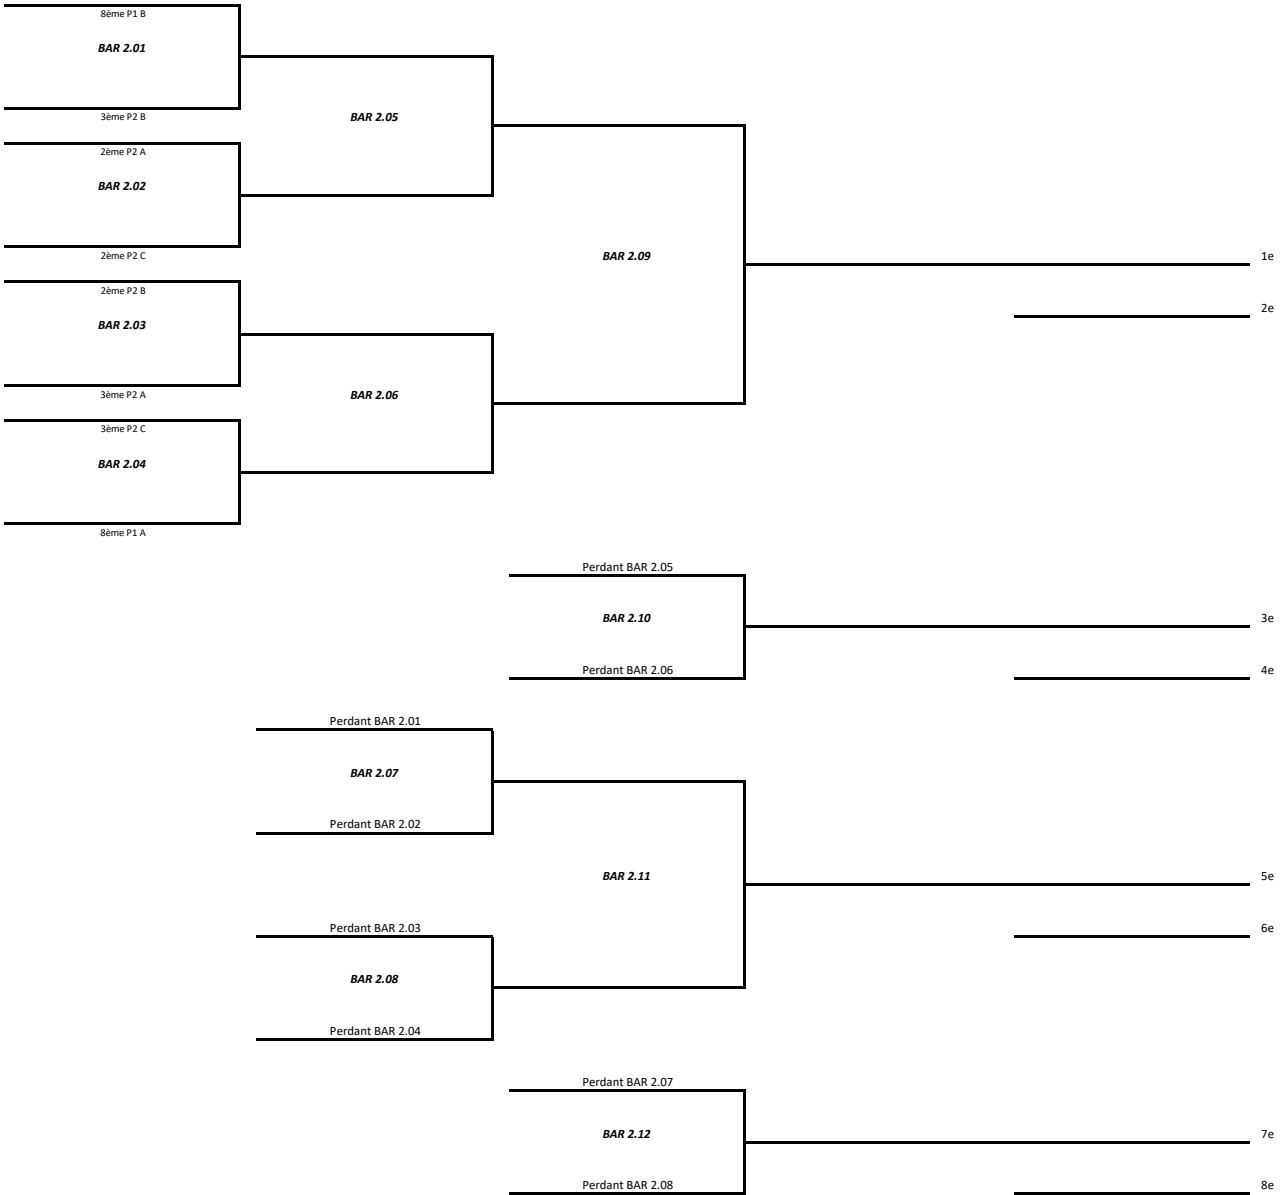 8ème P1 B
BAR 2.01
3ème P2 B
BAR 2.05
2ème P2 A
BAR 2.02
2ème P2 C
BAR 2.09
1e
2ème P2 B
2e
BAR 2.03
3ème P2 A
BAR 2.06
3ème P2 C
BAR 2.04
8ème P1 A
Perdant BAR 2.05
BAR 2.10
3e
Perdant BAR 2.06
4e
Perdant BAR 2.01
BAR 2.07
Perdant BAR 2.02
BAR 2.11
5e
Perdant BAR 2.03
6e
BAR 2.08
Perdant BAR 2.04
Perdant BAR 2.07
BAR 2.12
7e
Perdant BAR 2.08
8e